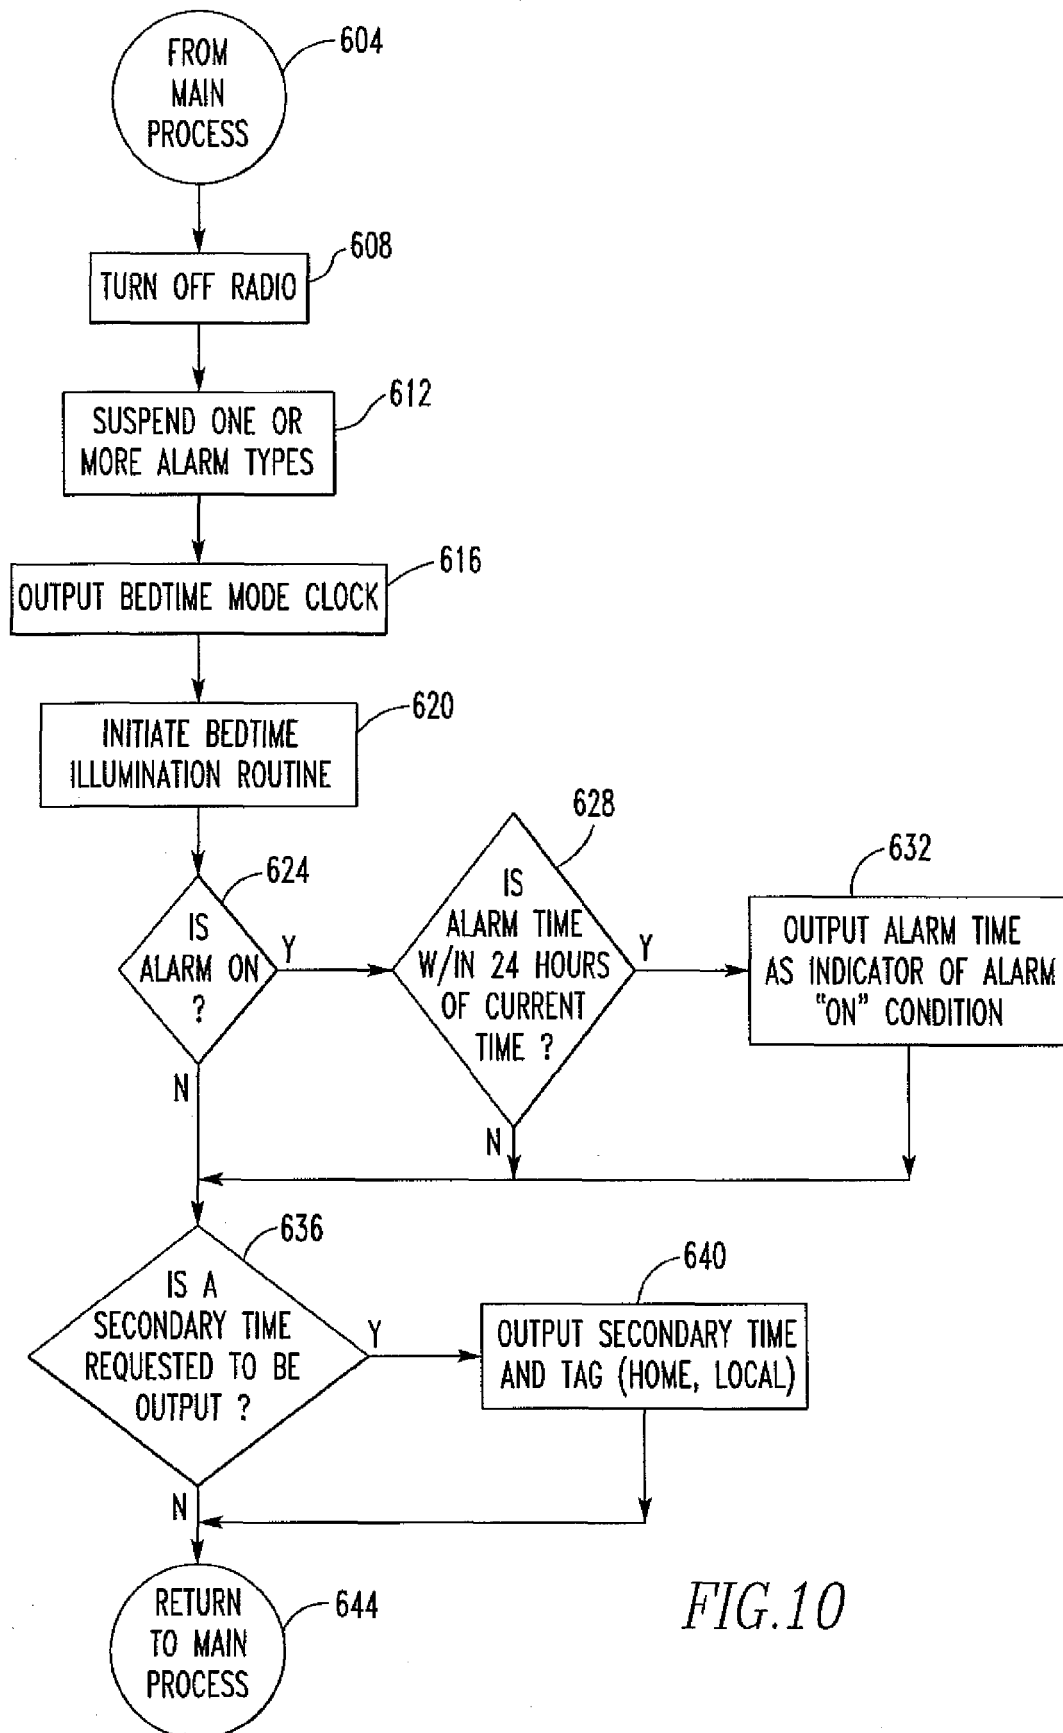 FROM
MAIN
PROCESS
604
TURN OFF RADIO
608
SUSPEND ONE OR
MORE ALARM TYPES
612
OUTPUT BEDTIME MODE CLOCK
616
INITIATE BEDTIME
ILLUMINATION ROUTINE
620
IS
ALARM ON
?
624
Y
N
IS
ALARM TIME
W/IN 24 HOURS
OF CURRENT
TIME ?
628
Y
N
OUTPUT ALARM TIME
AS INDICATOR OF ALARM
"ON" CONDITION
632
IS A
SECONDARY TIME
REQUESTED TO BE
OUTPUT ?
636
Y
N
OUTPUT SECONDARY TIME
AND TAG (HOME, LOCAL)
640
RETURN
TO MAIN
PROCESS
644
FIG.10